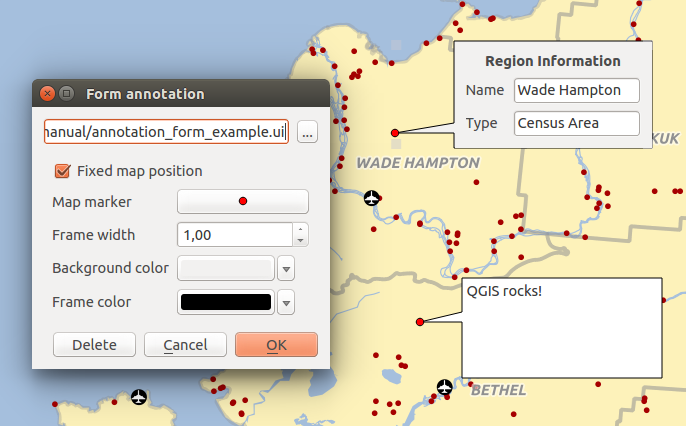 Form annotation
nanual/annotation_form_example.ui
...
Fixed map position
Map marker
Frame width
1,00
Background color
Frame color
Delete
Cancel
OK
Region Information
Name
Wade Hampton
Type
Census Area
WADE HAMPTON
KUK
QGIS rocks!
BETHEL